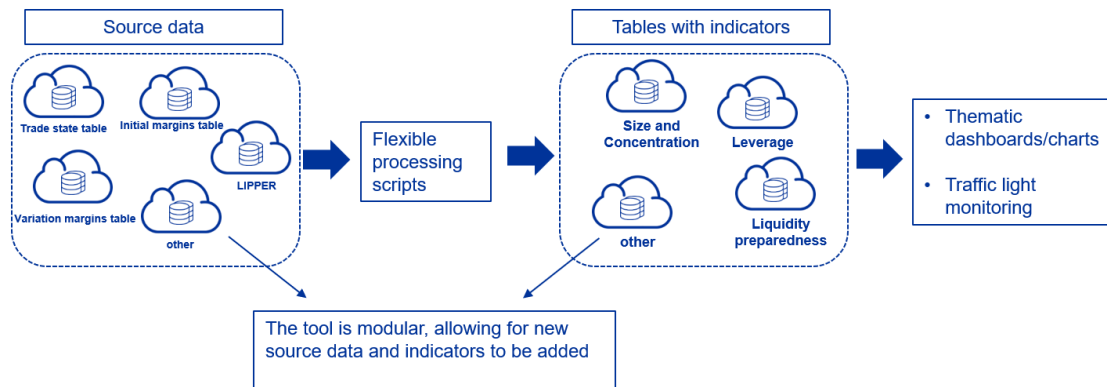 Source data
Trade state table
Initial margins table
LIPPER
Variation margins table
other
Flexible
processing
scripts
Tables with indicators
Size and
Concentration
Leverage
other
Liquidity
preparedness
• Thematic
dashboards/charts
• Traffic light
monitoring
The tool is modular, allowing for new
source data and indicators to be added